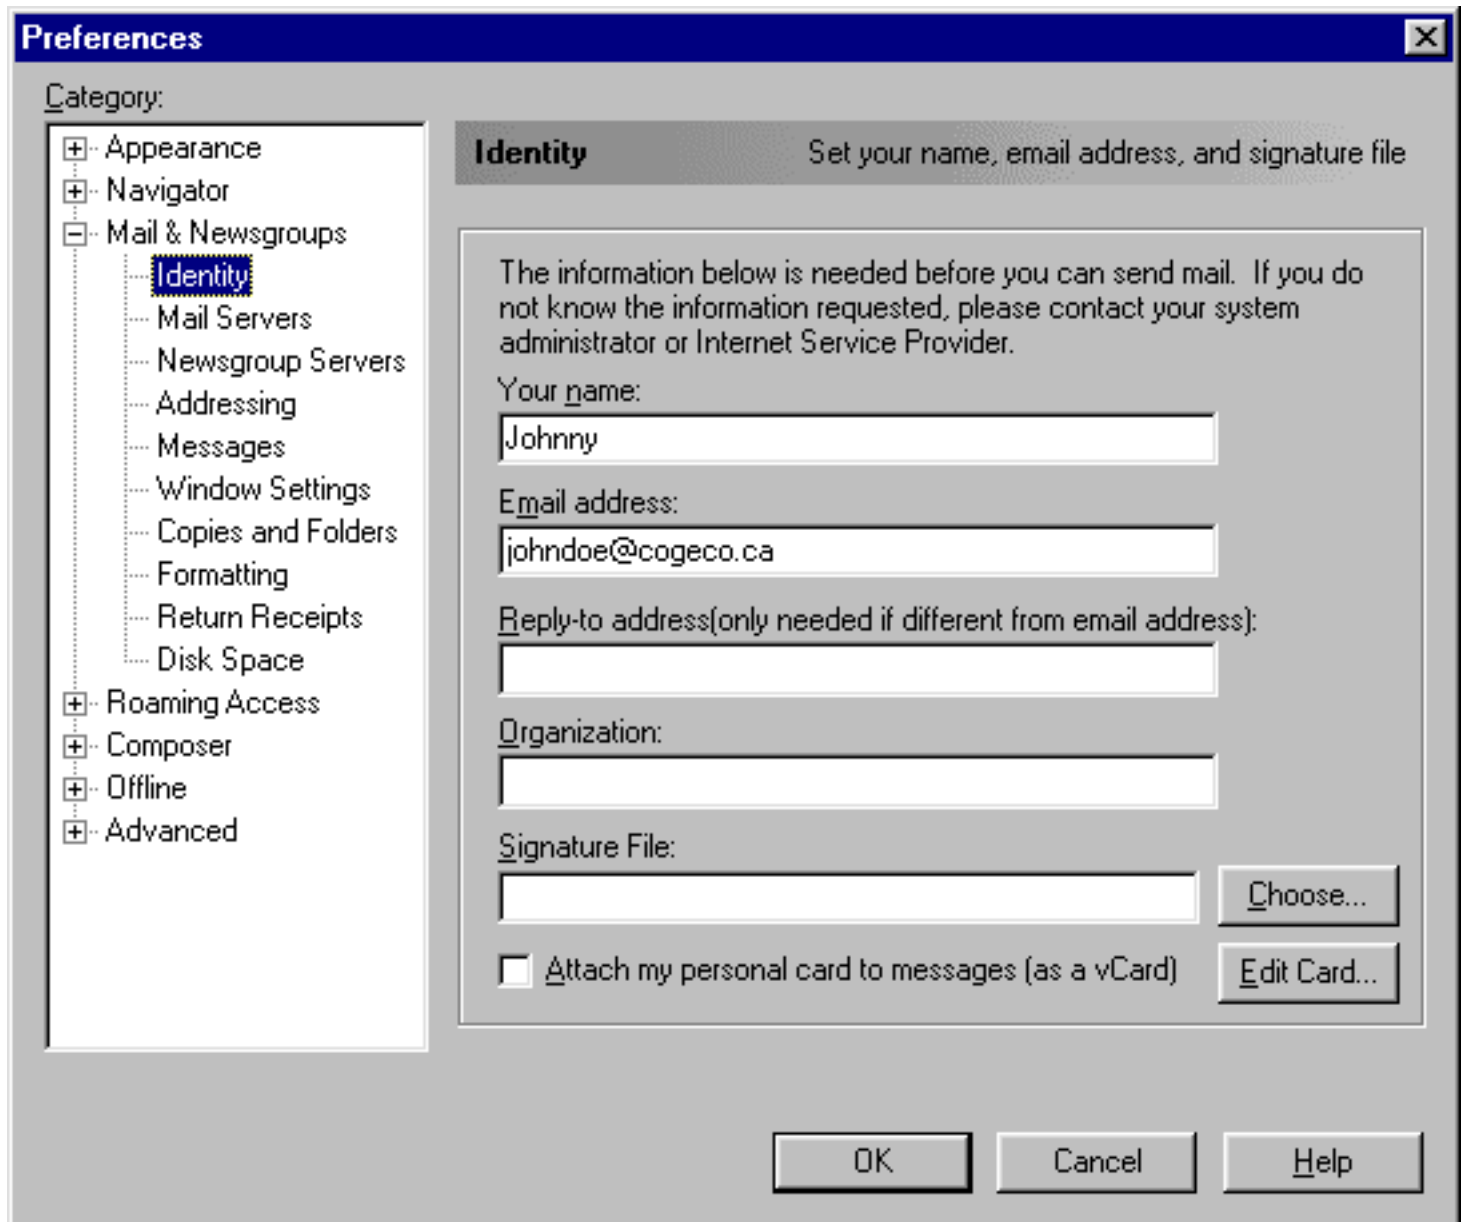 Preferences
Category:
Appearance
Navigator
Mail & Newsgroups
Identity
Mail Servers
Newsgroup Servers
Addressing
Messages
Window Settings
Copies and Folders
Formatting
Return Receipts
Disk Space
Roaming Access
Composer
Offline
Advanced
Identity Set your name, email address, and signature file
The information below is needed before you can send mail. If you do
not know the information requested, please contact your system
administrator or Internet Service Provider.
Your name:
Johnny
Email address:
johndoe@cogeco.ca
Reply-to address(only needed if different from email address):
Organization:
Signature File:
Choose...
Attach my personal card to messages (as a vCard)
Edit Card...
OK Cancel Help